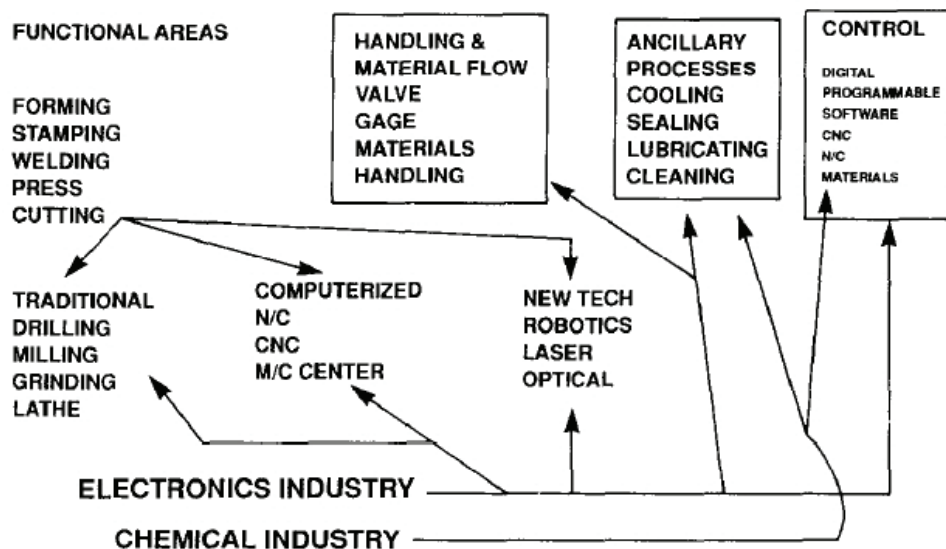 FUNCTIONAL AREAS
FORMING
STAMPING
WELDING
PRESS
CUTTING
HANDLING &
MATERIAL FLOW
VALVE
GAGE
MATERIALS
HANDLING
ANCILLARY
PROCESSES
COOLING
SEALING
LUBRICATING
CLEANING
CONTROL
DIGITAL
PROGRAMMABLE
SOFTWARE
CNC
N/C
MATERIALS
TRADITIONAL
DRILLING
MILLING
GRINDING
LATHE
COMPUTERIZED
N/C
CNC
M/C CENTER
NEW TECH
ROBOTICS
LASER
OPTICAL
ELECTRONICS INDUSTRY
CHEMICAL INDUSTRY